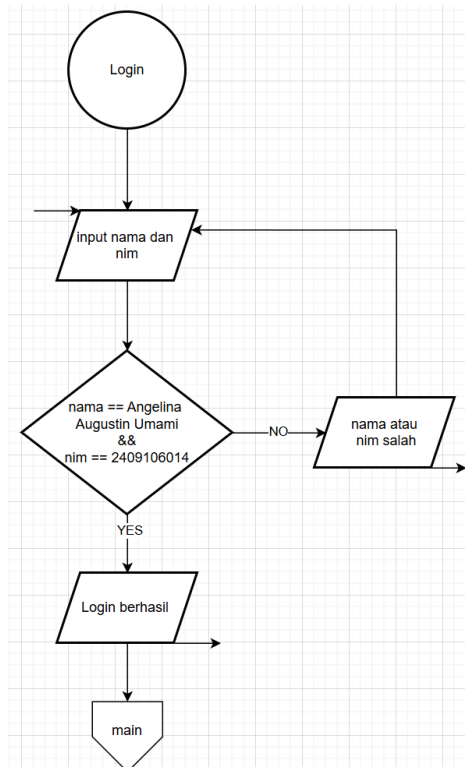 Login
input nama dan
nim
nama == Angelina
Augustin Umami
&&
nim == 2409106014
NO
nama atau
nim salah
YES
Login berhasil
main